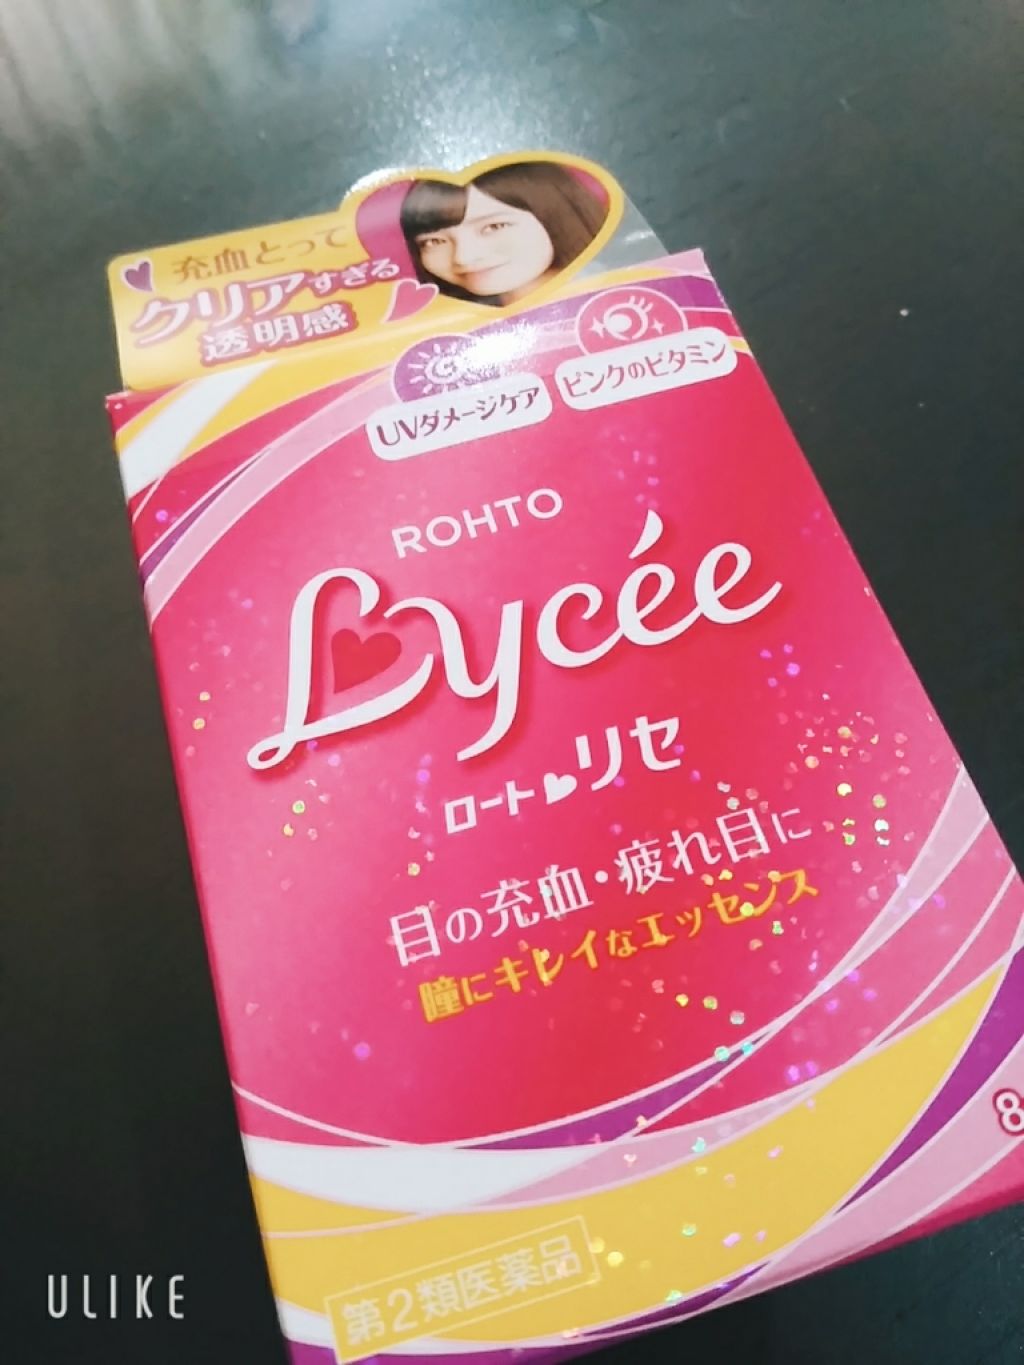 充血とって
クリアすぎる
透明感
UVダメージケア
ピンクのビタミン
ROHTO
Lycée
ロートリセ
目の充血・疲れ目に
瞳にキレイなエッセンス
8
第2類医薬品
ULIKE